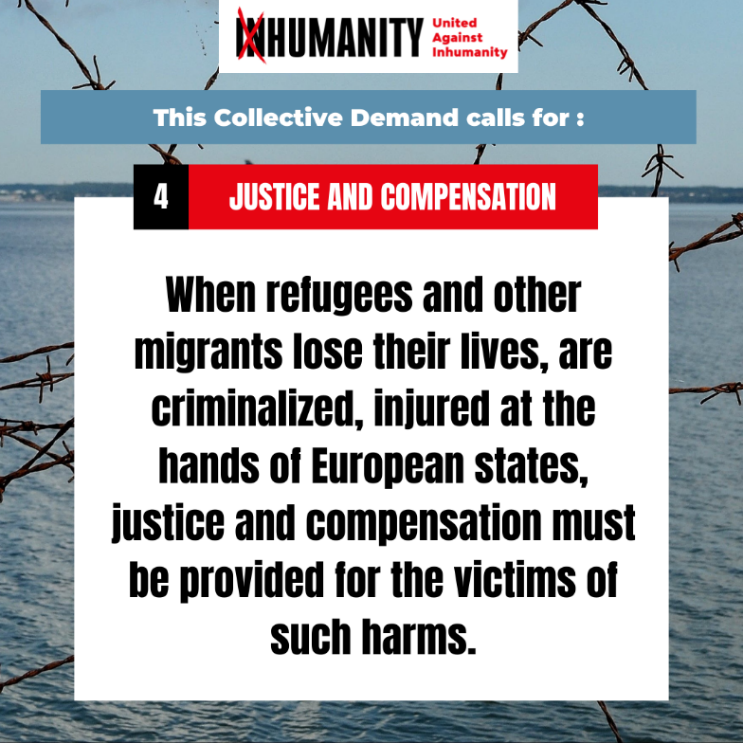 INHUMANITY
United
Against
Inhumanity
This Collective Demand calls for :
4 JUSTICE AND COMPENSATION
When refugees and other
migrants lose their lives, are
criminalized, injured at the
hands of European states,
justice and compensation must
be provided for the victims of
such harms.